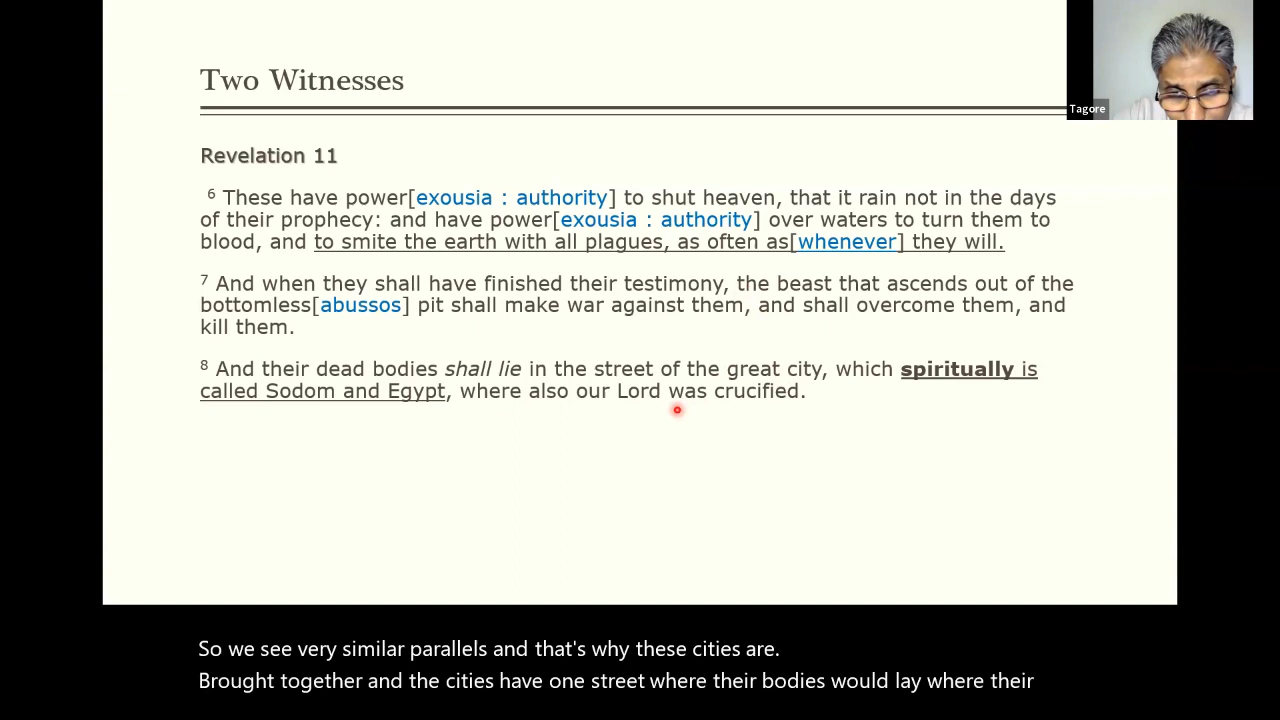 Two Witnesses
Tagore
Revelation 11
6 These have power[exousia : authority] to shut heaven, that it rain not in the days
of their prophecy: and have power[exousia : authority] over waters to turn them to
blood, and to smite the earth with all plagues, as often as[whenever] they will.
7 And when they shall have finished their testimony, the beast that ascends out of the
bottomless[abussos] pit shall make war against them, and shall overcome them, and
kill them.
8 And their dead bodies shall lie in the street of the great city, which spiritually is
called Sodom and Egypt, where also our Lord was crucified.
So we see very similar parallels and that's why these cities are.
Brought together and the cities have one street where their bodies would lay where their